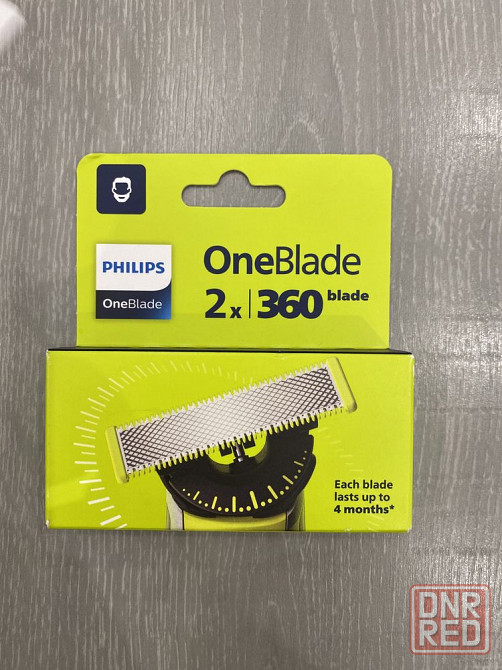 PHILIPS
OneBlade
OneBlade
2x | 360 blade
Each blade
lasts up to
4 months*
DNR
RED